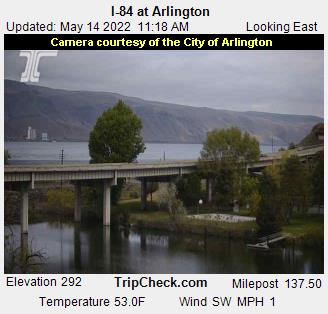 I-84 at Arlington
Updated: May 14 2022 11:18 AM Looking East
Camera courtesy of the City of Arlington
Elevation 292 TripCheck.com Milepost 137.50
Temperature 53.0F Wind SW MPH 1